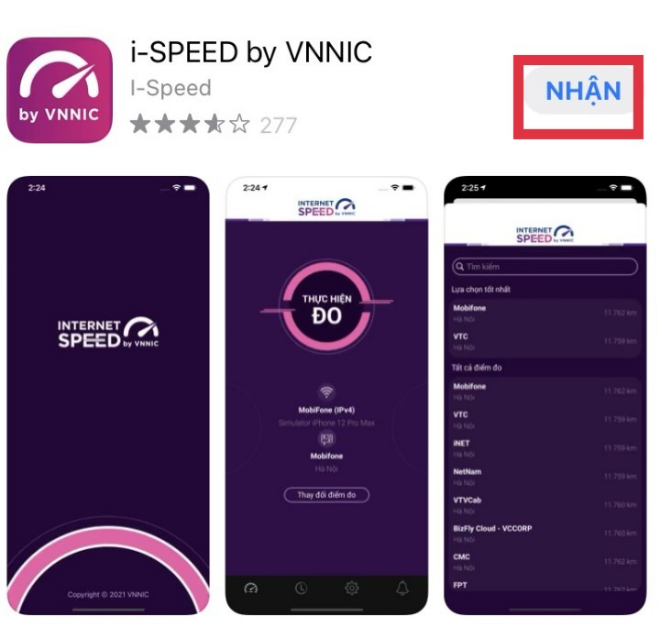 i-SPEED by VNNIC
I-Speed
277
NHẬN
by VNNIC
2:24
INTERNET
SPEED by VNNIC
Copyright © 2021 VNNIC
2:24
INTERNET
SPEED by VNNIC
THỰC HIỆN
ĐO
MobiFone (IPv4)
Simulator iPhone 12 Pro Max
Mobifone
Hà Nội
Thay đổi điểm đo
2:25
INTERNET
SPEED by VNNIC
Tìm kiếm
Lựa chọn tốt nhất
Mobifone
Hà Nội
11.762 km
VTC
Hà Nội
11.759 km
Tất cả điểm đo
Mobifone
Hà Nội
11.762 km
VTC
Hà Nội
11.759 km
iNET
Hà Nội
11.759 km
NetNam
Hà Nội
11.759 km
VTVCab
Hà Nội
11.760 km
BizFly Cloud - VCCORP
Hà Nội
11.760 km
CMC
Hà Nội
11.762 km
FPT